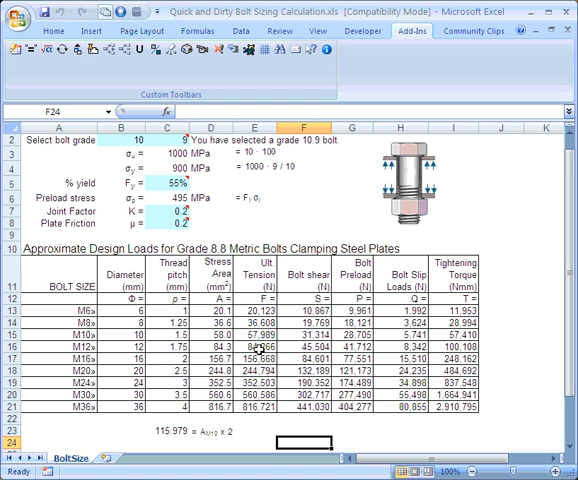 Quick and Dirty Bolt Sizing Calculation.xls [Compatibility Mode] - Microsoft Excel
Home Insert Page Layout Formulas Data Review View Developer Add-Ins Community Clips
Custom Toolbars
F24 fx
A B C D E F G H I J K
2 Select bolt grade 10 9 You have selected a grade 10.9 bolt.
3 σu = 1000 MPa = 10 · 100
4 σy = 900 MPa = 1000 · 9 / 10
5 % yield Fy = 55%
6 Preload stress σp = 495 MPa
7 Joint Factor K = 0.2
8 Plate Friction μ = 0.2
9
10 Approximate Design Loads for Grade 8.8 Metric Bolts Clamping Steel Plates
11 BOLT SIZE Diameter (mm) Thread pitch (mm) Stress Area (mm²) Ult. Tension (N) Bolt shear (N) Bolt Preload (N) Bolt Slip Loads (N) Tightening Torque (Nmm)
12 Φ = ρ = A = F = S = P = Q = T =
13 M6» 6 1 20.1 20,123 10,867 9,961 1,992 11,953
14 M8» 8 1.25 36.6 36,608 19,769 18,121 3,624 28,994
15 M10» 10 1.5 58.0 57,989 31,314 28,705 5,741 57,410
16 M12» 12 1.75 84.3 45,504 41,712 8,342 100,108
17 M16» 16 2 156.7 156,668 84,601 77,551 15,510 248,162
18 M20» 20 2.5 244.8 244,794 132,189 121,173 24,235 484,692
19 M24» 24 3 352.5 352,503 190,352 174,489 34,898 837,548
20 M30» 30 3.5 560.6 560,586 302,717 277,490 55,498 1,664,941
21 M36» 36 4 816.7 816,721 441,030 404,277 80,855 2,910,795
22
23 115.979 = AM10 x 2
24
BoltSize
Ready 100%